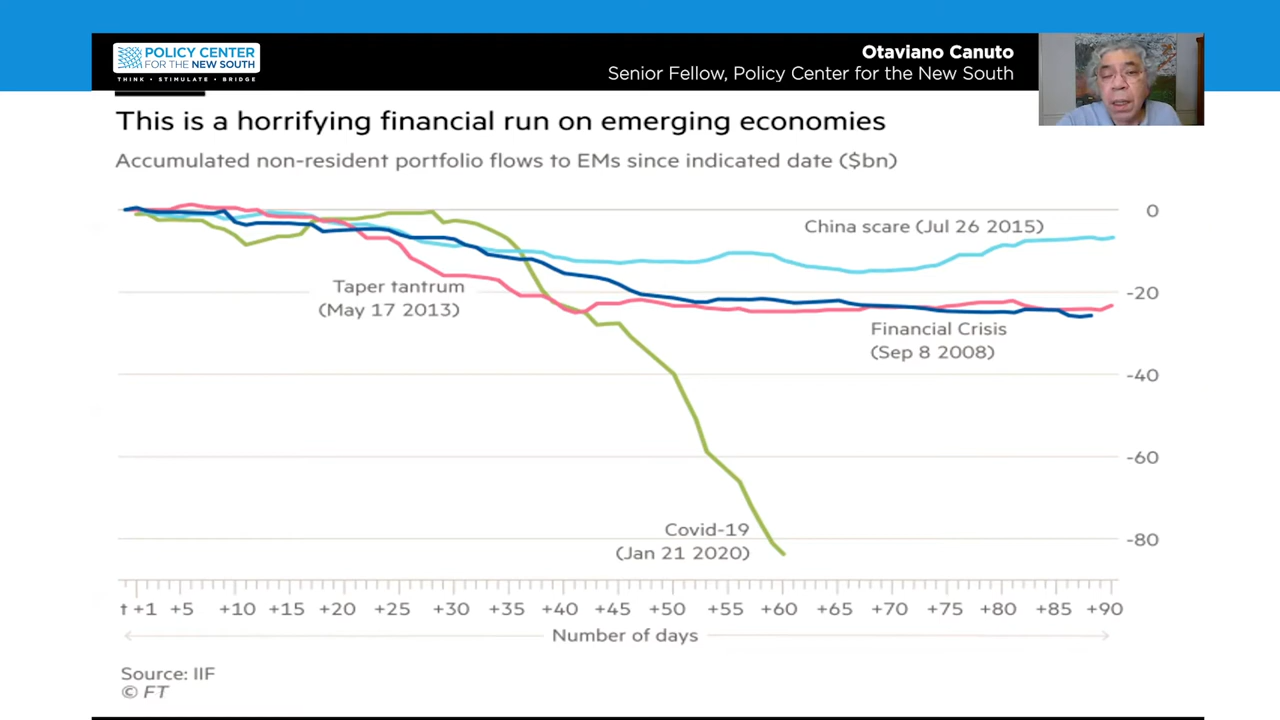 POLICY CENTER
FOR THE NEW SOUTH
THINK • STIMULATE • BRIDGE
Otaviano Canuto
Senior Fellow, Policy Center for the New South
This is a horrifying financial run on emerging economies
Accumulated non-resident portfolio flows to EMs since indicated date ($bn)
0
China scare (Jul 26 2015)
Taper tantrum
(May 17 2013)
-20
Financial Crisis
(Sep 8 2008)
-40
-60
Covid-19
(Jan 21 2020)
-80
t +1 +5 +10 +15 +20 +25 +30 +35 +40 +45 +50 +55 +60 +65 +70 +75 +80 +85 +90
Number of days
Source: IIF
© FT